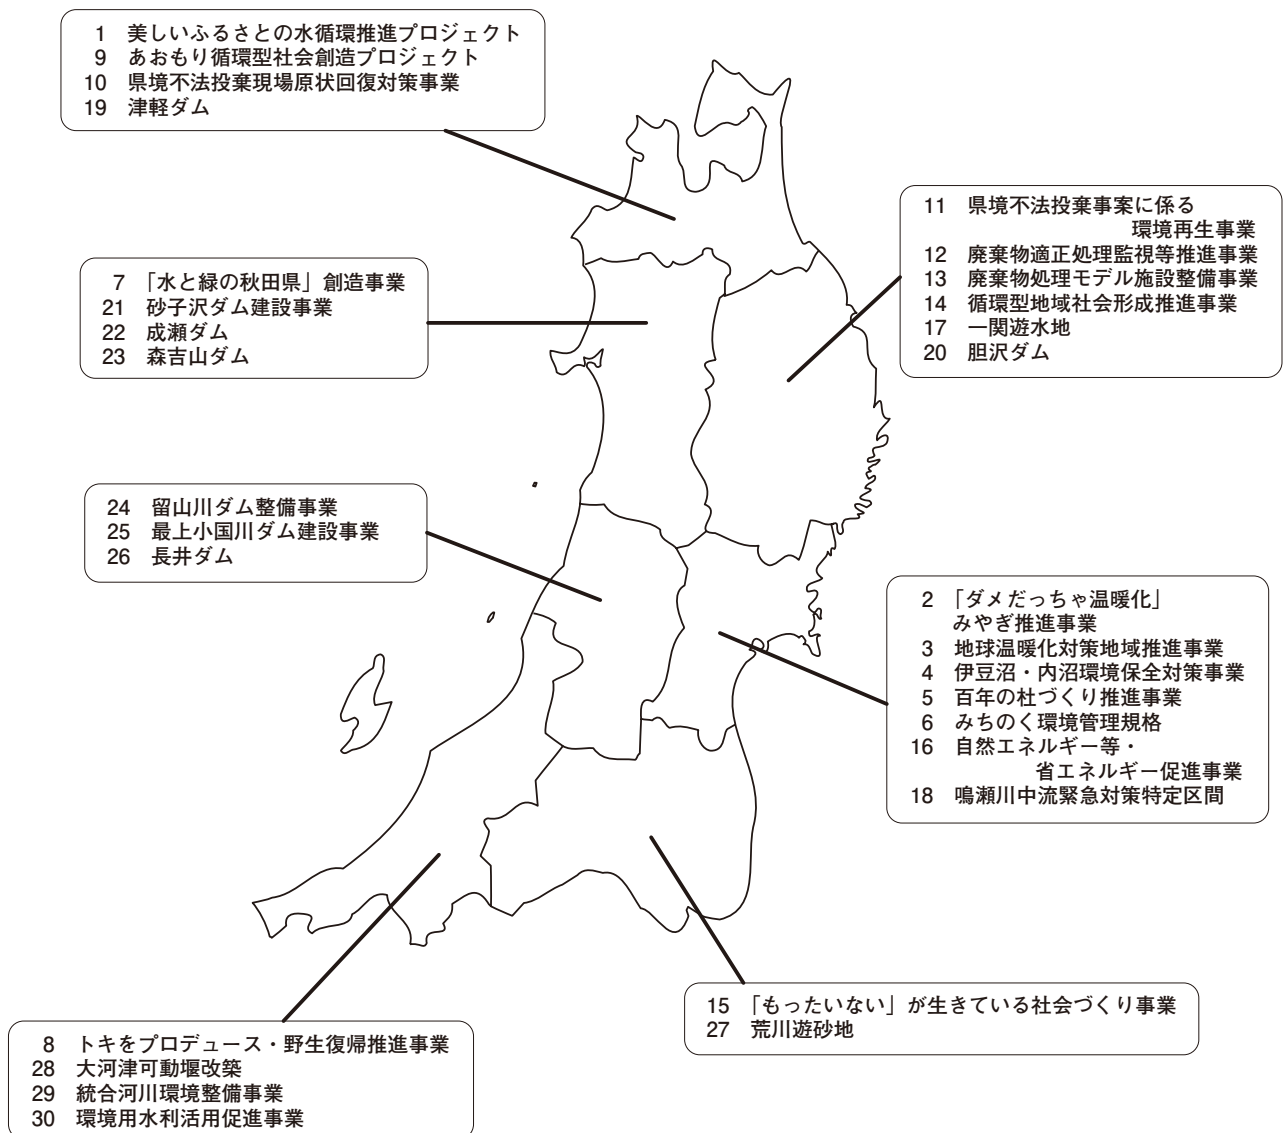 1 美しいふるさとの水循環推進プロジェクト
9 あおもり循環型社会創造プロジェクト
10 県境不法投棄現場原状回復対策事業
19 津軽ダム
11 県境不法投棄事案に係る
環境再生事業
12 廃棄物適正処理監視等推進事業
13 廃棄物処理モデル施設整備事業
14 循環型地域社会形成推進事業
17 一関遊水地
20 胆沢ダム
7 「水と緑の秋田県」創造事業
21 砂子沢ダム建設事業
22 成瀬ダム
23 森吉山ダム
24 留山川ダム整備事業
25 最上小国川ダム建設事業
26 長井ダム
2 「ダメだっちゃ温暖化」
みやぎ推進事業
3 地球温暖化対策地域推進事業
4 伊豆沼・内沼環境保全対策事業
5 百年の杜づくり推進事業
6 みちのく環境管理規格
16 自然エネルギー等・
省エネルギー促進事業
18 鳴瀬川中流緊急対策特定区間
15 「もったいない」が生きている社会づくり事業
27 荒川遊砂地
8 トキをプロデュース・野生復帰推進事業
28 大河津可動堰改築
29 統合河川環境整備事業
30 環境用水利活用促進事業